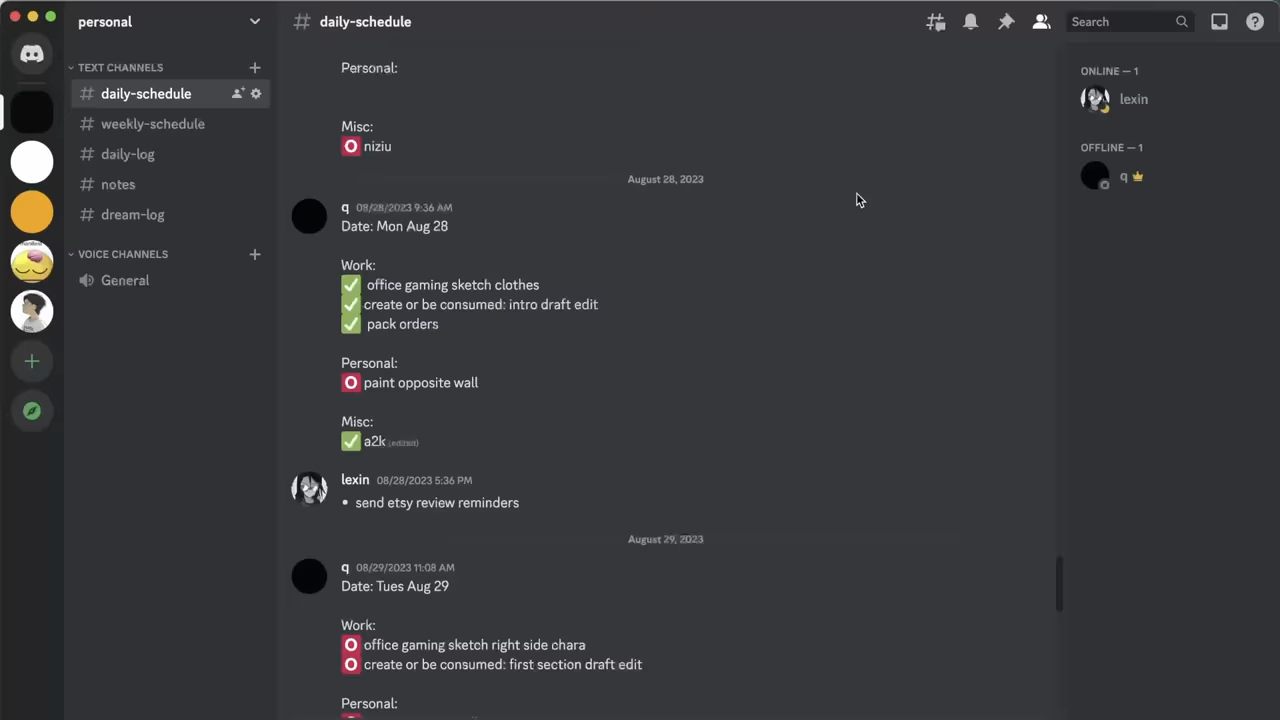 personal
# daily-schedule
Search
TEXT CHANNELS
# daily-schedule
# weekly-schedule
# daily-log
# notes
# dream-log
VOICE CHANNELS
General
Personal:
Misc:
⭕ niziu
August 28, 2023
q 08/28/2023 9:36 AM
Date: Mon Aug 28
Work:
✅ office gaming sketch clothes
✅ create or be consumed: intro draft edit
✅ pack orders
Personal:
⭕ paint opposite wall
Misc:
✅ a2k (edited)
lexin 08/28/2023 5:36 PM
• send etsy review reminders
August 29, 2023
q 08/29/2023 11:08 AM
Date: Tues Aug 29
Work:
⭕ office gaming sketch right side chara
⭕ create or be consumed: first section draft edit
Personal:
ONLINE — 1
lexin
OFFLINE — 1
q